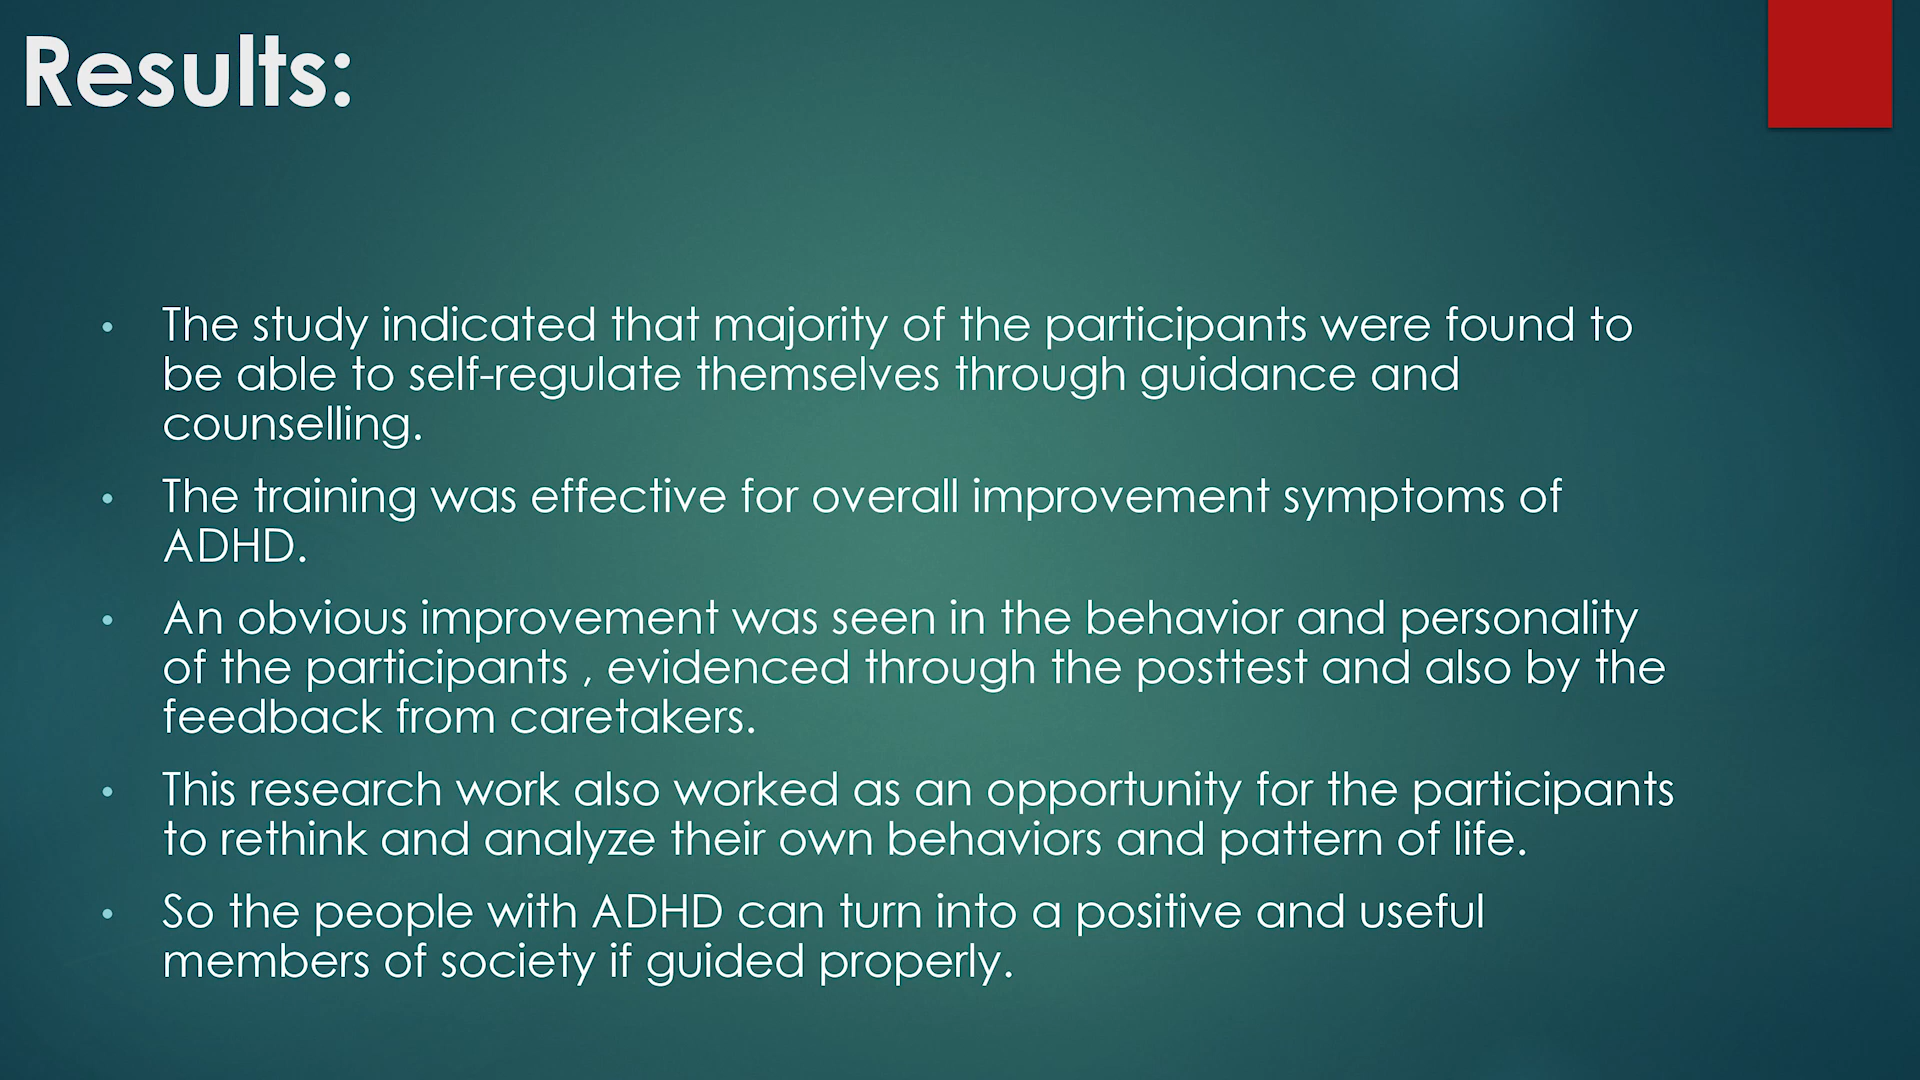 Results:
• The study indicated that majority of the participants were found to
be able to self-regulate themselves through guidance and
counselling.
• The training was effective for overall improvement symptoms of
ADHD.
• An obvious improvement was seen in the behavior and personality
of the participants , evidenced through the posttest and also by the
feedback from caretakers.
• This research work also worked as an opportunity for the participants
to rethink and analyze their own behaviors and pattern of life.
• So the people with ADHD can turn into a positive and useful
members of society if guided properly.